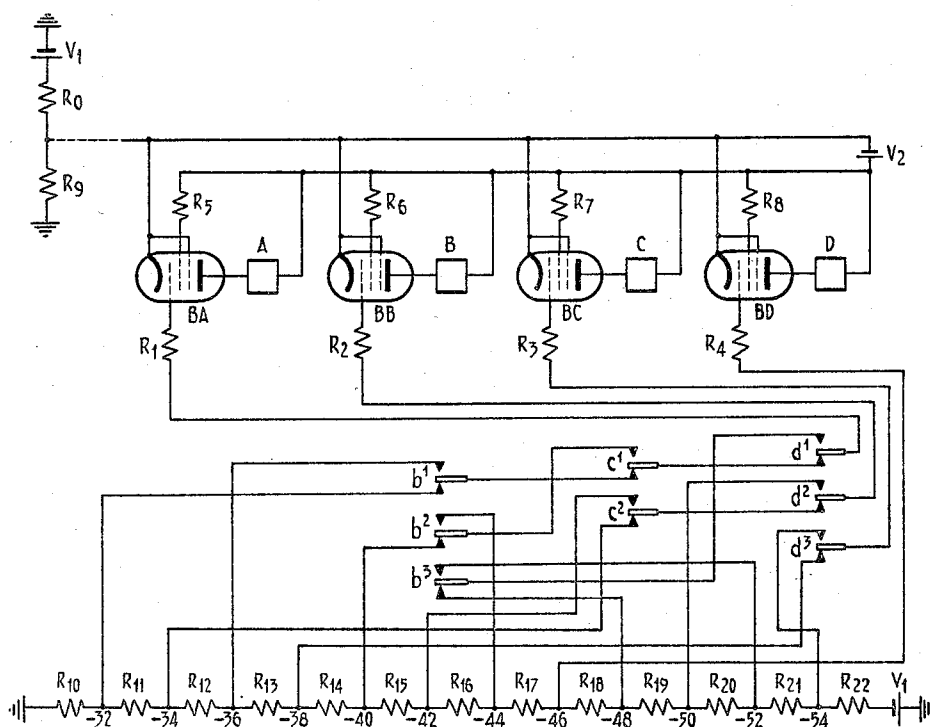 V1
R0
R9
V2
R5 R6 R7 R8
A B C D
BA BB BC BD
R1 R2 R3 R4
b1 c1 d1
b2 c2 d2
b3 d3
R10 R11 R12 R13 R14 R15 R16 R17 R18 R19 R20 R21 R22 V1
-32 -34 -36 -38 -40 -42 -44 -46 -48 -50 -52 -54